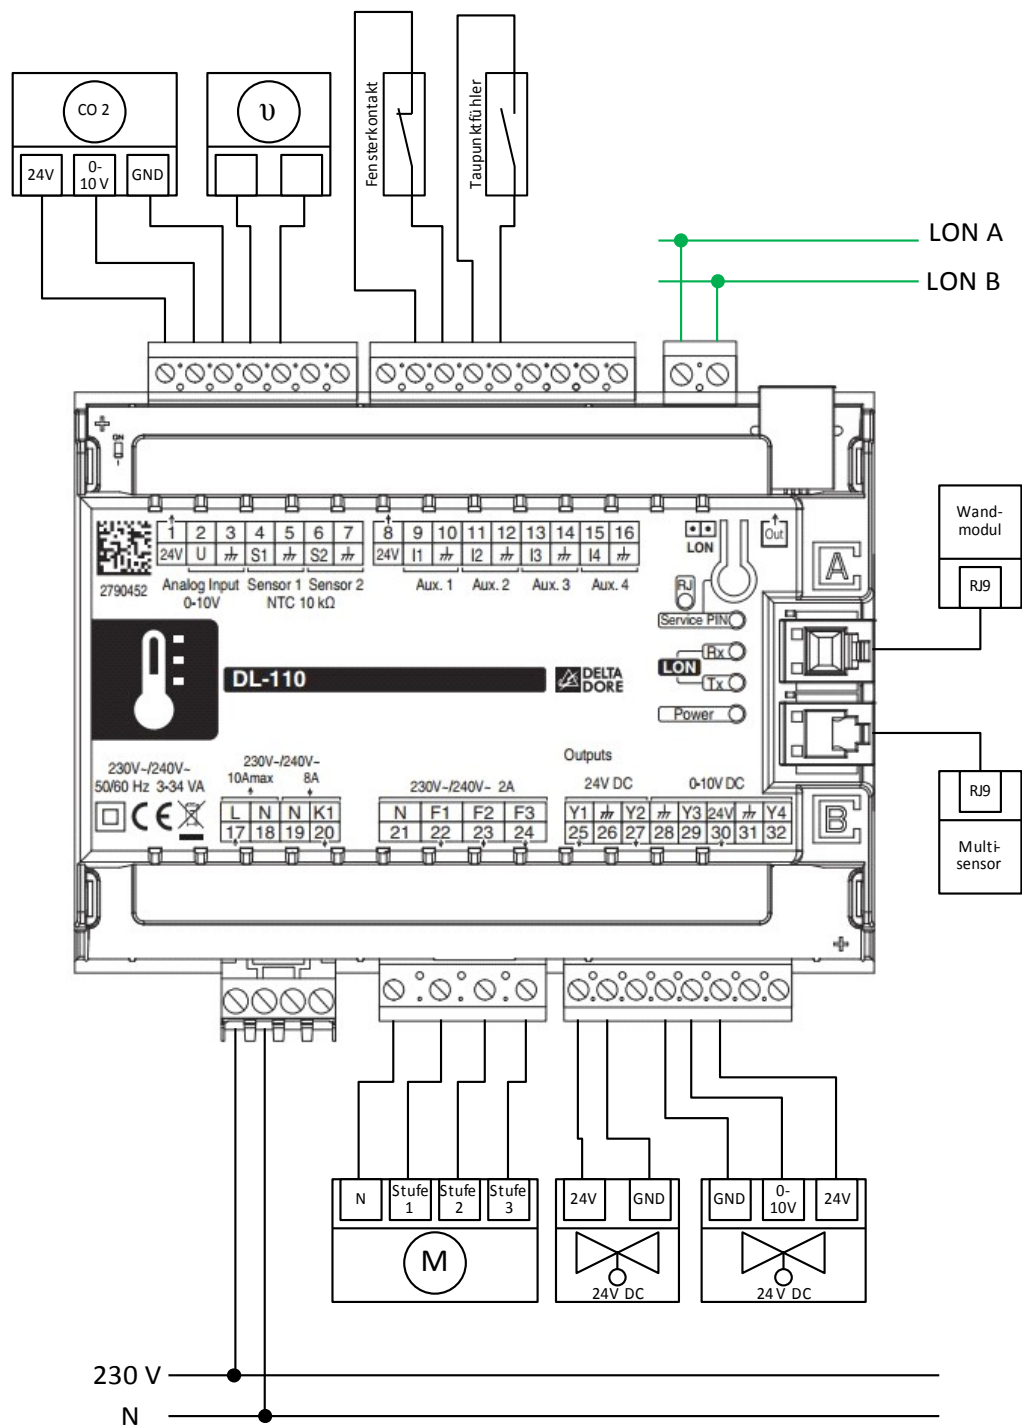 CO 2
υ
24V
0-
10 V
GND
Fensterkontakt
Taupunktfühler
LON A
LON B
ON
1
1 2 3 4 5 6 7
24V U S1 S2
Analog Input Sensor 1 Sensor 2
0-10V NTC 10 kΩ
8 9 10 11 12 13 14 15 16
24V I1 I2 I3 I4
Aux. 1 Aux. 2 Aux. 3 Aux. 4
LON
Out
2790452
A
RJ
Service PIN
Rx
LON
Tx
Power
Wand-
modul
RJ9
DL-110
DELTA
DORE
230V~/240V~
50/60 Hz 3-34 VA
CE
230V~/240V~
10Amax 8A
L N N K1
17 18 19 20
230V~/240V~ 2A
N F1 F2 F3
21 22 23 24
Outputs
24V DC 0-10V DC
Y1 Y2 Y3 24V Y4
25 26 27 28 29 30 31 32
B
RJ9
Multi-
sensor
N
Stufe
1
Stufe
2
Stufe
3
M
24V
GND
24V DC
GND
0-
10V
24V
24V DC
230 V
N